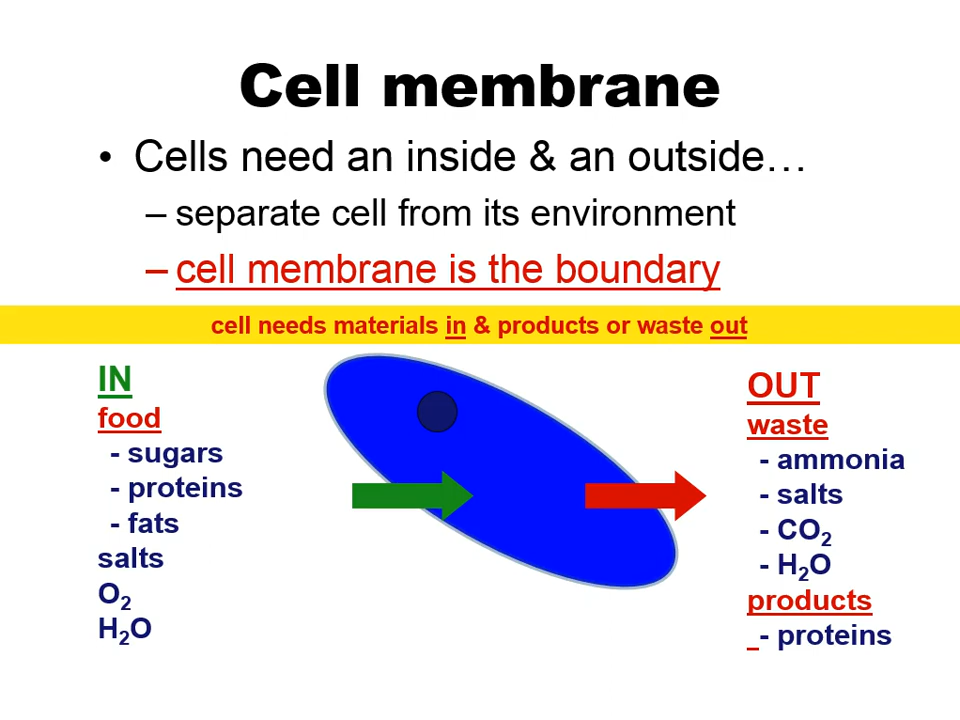 Cell membrane
• Cells need an inside & an outside…
– separate cell from its environment
– cell membrane is the boundary
cell needs materials in & products or waste out
IN
food
- sugars
- proteins
- fats
salts
O₂
H₂O
OUT
waste
- ammonia
- salts
- CO₂
- H₂O
products
- proteins